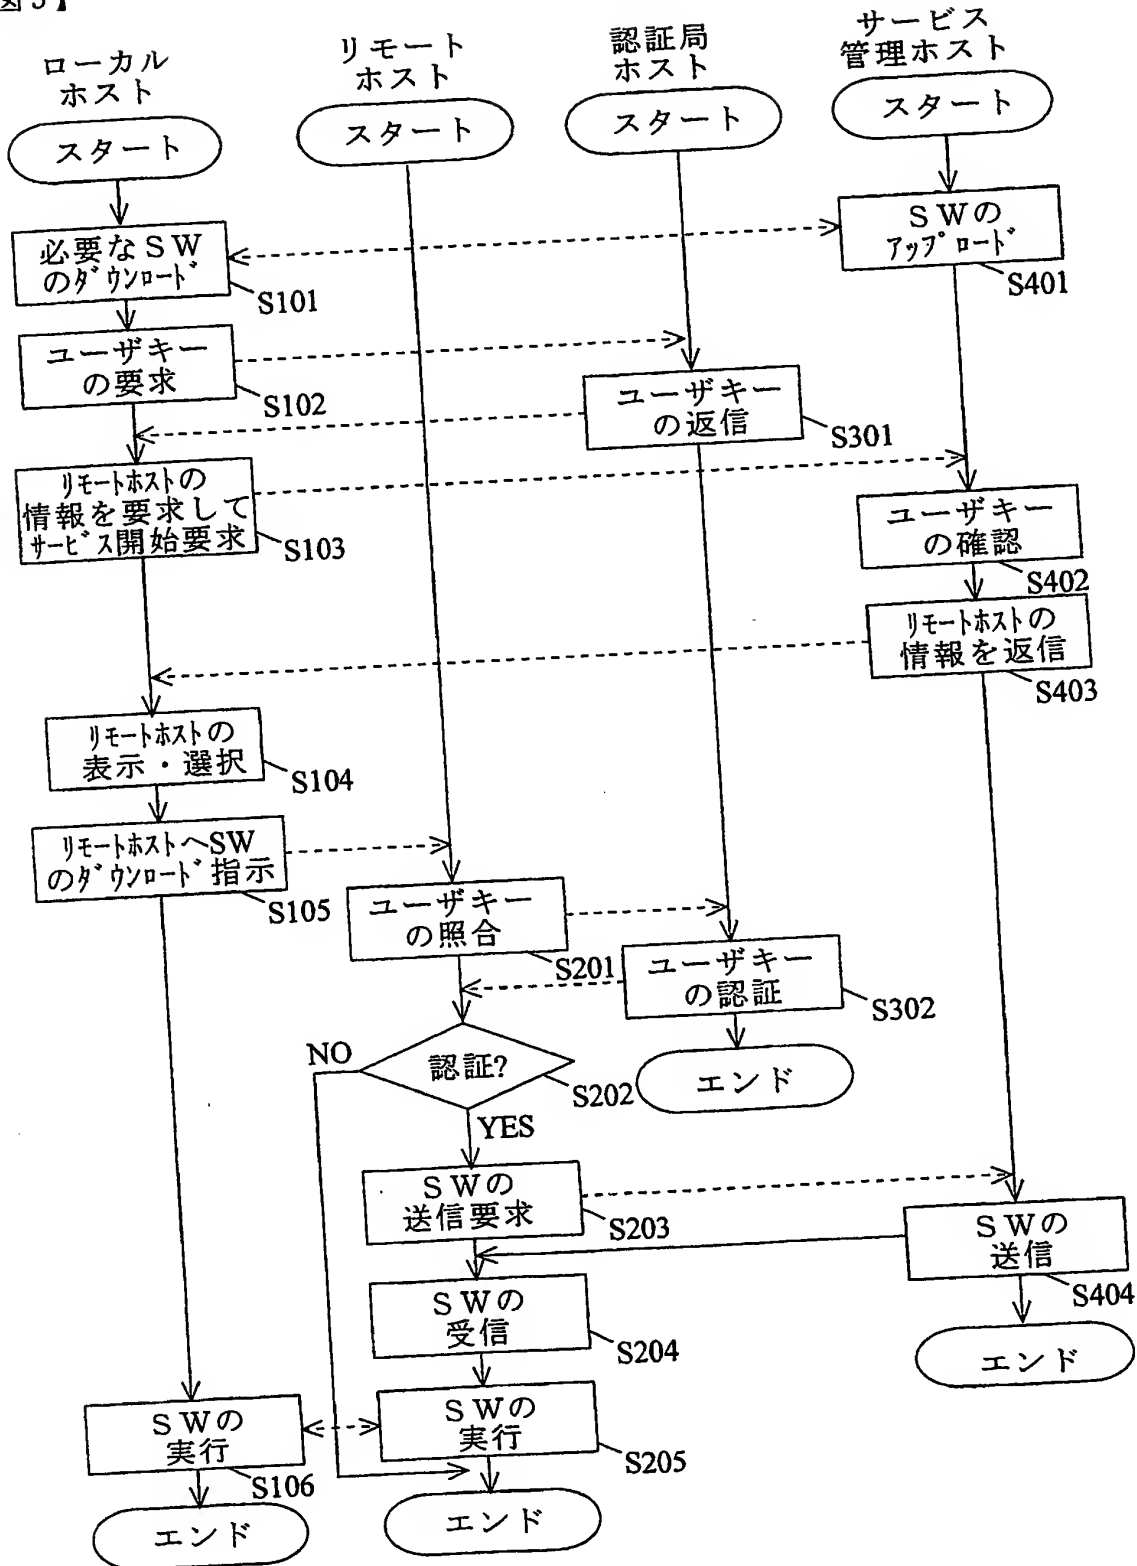 図5】
ローカル
ホスト
リモート
ホスト
認証局
ホスト
サービス
管理ホスト
スタート
スタート
スタート
スタート
必要なSW
のダウンロード
S101
SWの
アップロード
S401
ユーザキー
の要求
S102
ユーザキー
の返信
S301
リモートホストの
情報を要求して
サービス開始要求
S103
ユーザキー
の確認
S402
リモートホストの
情報を返信
S403
リモートホストの
表示・選択
S104
リモートホストへSW
のダウンロード指示
S105
ユーザキー
の照合
S201
ユーザキー
の認証
S302
NO
認証?
S202
エンド
YES
SWの
送信要求
S203
SWの
送信
S404
SWの
受信
S204
エンド
SWの
実行
S106
SWの
実行
S205
エンド
エンド